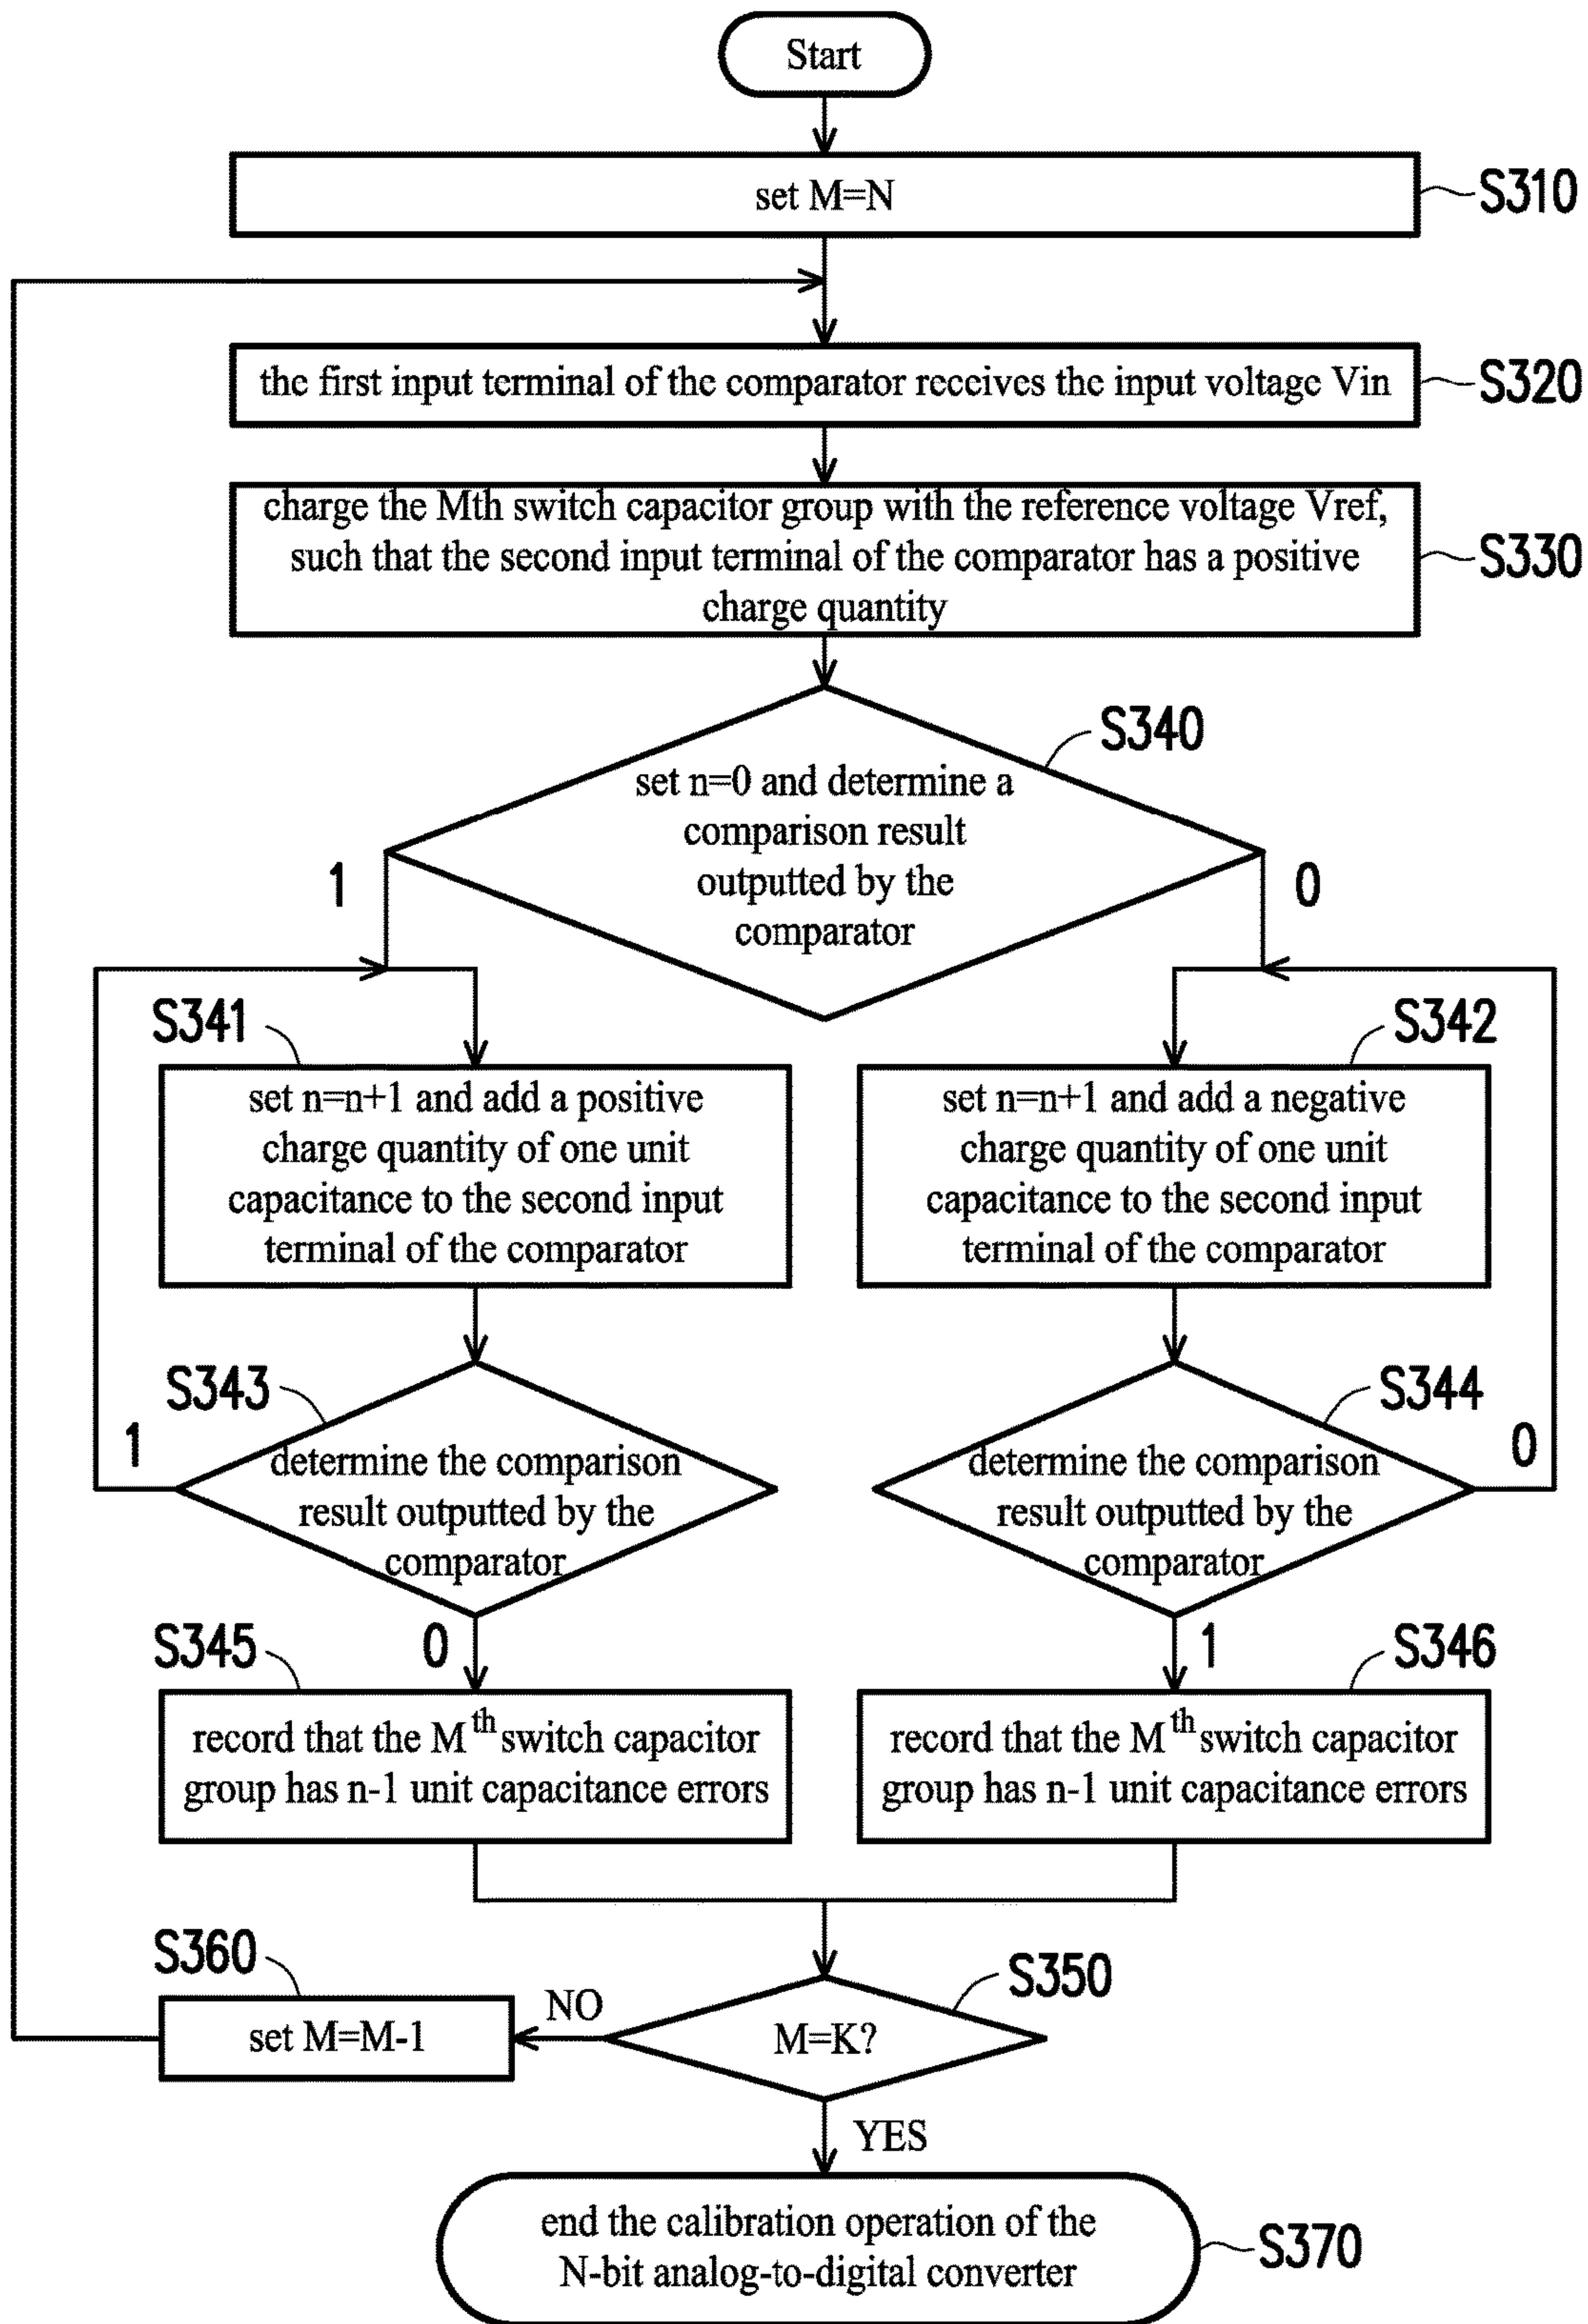 Start
set M=N
S310
the first input terminal of the comparator receives the input voltage Vin
S320
charge the Mth switch capacitor group with the reference voltage Vref,
such that the second input terminal of the comparator has a positive
charge quantity
S330
S340
set n=0 and determine a
comparison result
outputted by the
comparator
1
0
S341
set n=n+1 and add a positive
charge quantity of one unit
capacitance to the second input
terminal of the comparator
S342
set n=n+1 and add a negative
charge quantity of one unit
capacitance to the second input
terminal of the comparator
S343
1
determine the comparison
result outputted by the
comparator
0
S344
0
determine the comparison
result outputted by the
comparator
1
S345
record that the Mth switch capacitor
group has n-1 unit capacitance errors
S346
record that the Mth switch capacitor
group has n-1 unit capacitance errors
S360
set M=M-1
NO
S350
M=K?
YES
end the calibration operation of the
N-bit analog-to-digital converter
S370